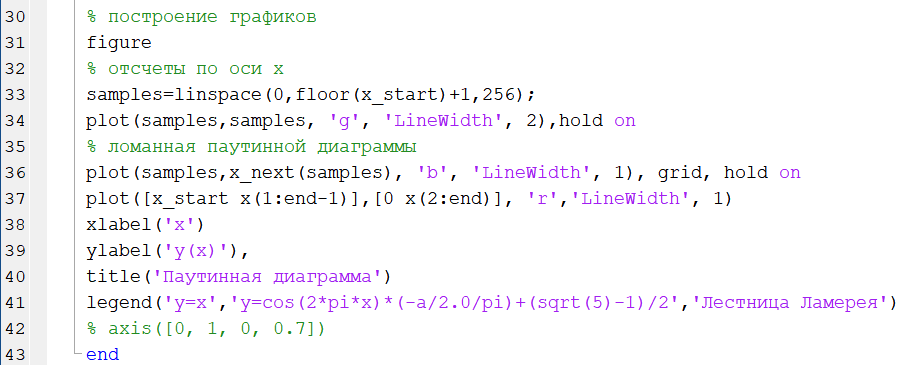 30 % построение графиков
31 figure
32 % отсчеты по оси x
33 samples=linspace(0,floor(x_start)+1,256);
34 plot(samples,samples, 'g', 'LineWidth', 2),hold on
35 % ломанная паутинной диаграммы
36 plot(samples,x_next(samples), 'b', 'LineWidth', 1), grid, hold on
37 plot([x_start x(1:end-1)],[0 x(2:end)], 'r','LineWidth', 1)
38 xlabel('x')
39 ylabel('y(x)'),
40 title('Паутинная диаграмма')
41 legend('y=x','y=cos(2*pi*x)*(-a/2.0/pi)+(sqrt(5)-1)/2','Лестница Ламерея')
42 % axis([0, 1, 0, 0.7])
43 end